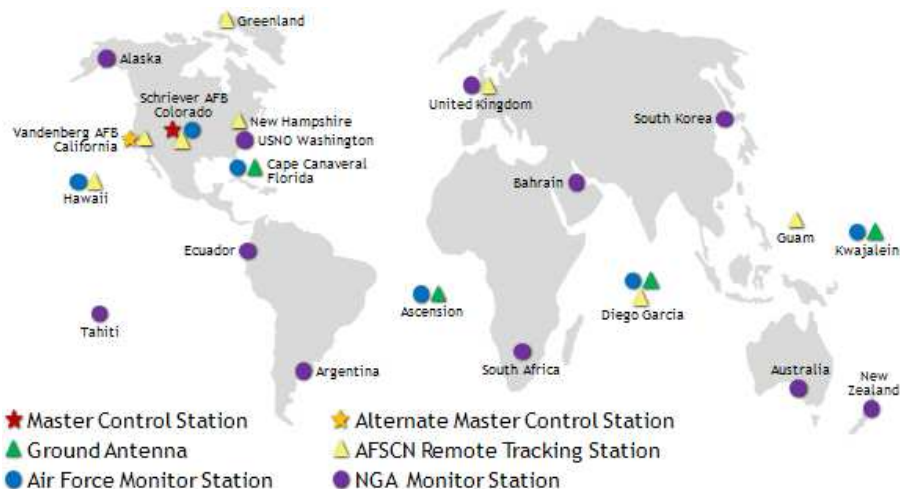 Greenland
Alaska
Schriever AFB
Colorado
United Kingdom
New Hampshire
South Korea
Vandenberg AFB
California
USNO Washington
Cape Canaveral
Florida
Bahrain
Hawaii
Guam
Ecuador
Kwajalein
Ascension
Diego Garcia
Tahiti
Argentina
South Africa
Australia
New
Zealand
Master Control Station
Alternate Master Control Station
Ground Antenna
AFSCN Remote Tracking Station
Air Force Monitor Station
NGA Monitor Station